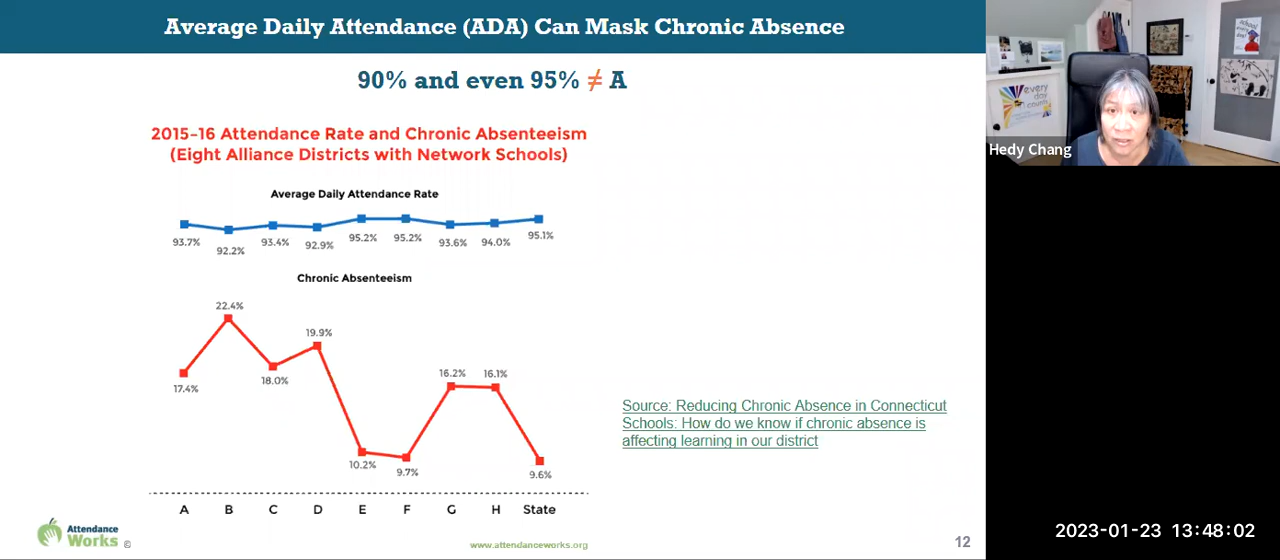 Average Daily Attendance (ADA) Can Mask Chronic Absence
90% and even 95% ≠ A
2015-16 Attendance Rate and Chronic Absenteeism
(Eight Alliance Districts with Network Schools)
Average Daily Attendance Rate
93.7% 92.2% 93.4% 92.9% 95.2% 95.2% 93.6% 94.0% 95.1%
Chronic Absenteeism
17.4% 22.4% 18.0% 19.9% 10.2% 9.7% 16.2% 16.1% 9.6%
A B C D E F G H State
Source: Reducing Chronic Absence in Connecticut
Schools: How do we know if chronic absence is
affecting learning in our district
Attendance
Works ©
www.attendanceworks.org
12
every
day
counts
Hedy Chang
2023-01-23 13:48:02